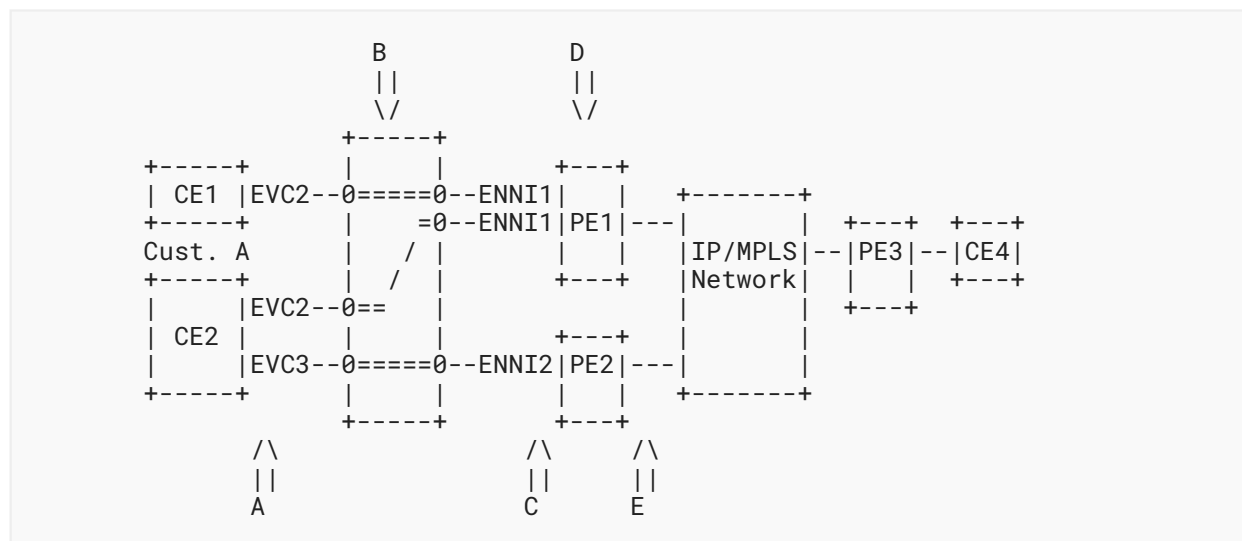 B             D
                               ||            ||
                               \/            \/
                             +-----+
                +-----+      |     |       +---+
                | CE1 |EVC2--0=====0--ENNI1|   |   +-------+
                +-----+      |    =0--ENNI1|PE1|---|       |  +---+  +---+
                Cust. A      |   / |       |   |   |IP/MPLS|--|PE3|--|CE4|
                +-----+      |  /  |       +---+   |Network|  |   |  +---+
                |     |EVC2--0==   |               |       |  +---+
                | CE2 |      |     |       +---+   |       |
                |     |EVC3--0=====0--ENNI2|PE2|---|       |
                +-----+      |     |       |   |   +-------+
                             +-----+       +---+
                       /\                /\     /\
                       ||                ||     ||
                       A                 C      E